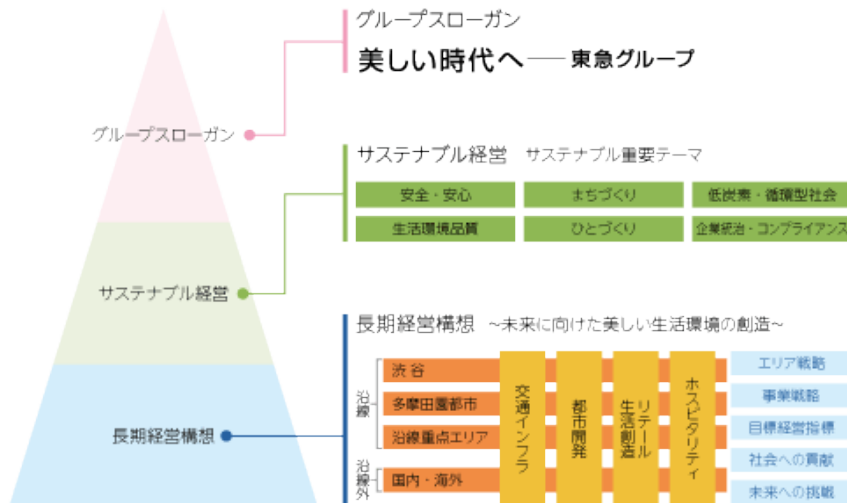 グループスローガン
美しい時代へ──東急グループ
グループスローガン
サステナブル経営 サステナブル重要テーマ
安全・安心
まちづくり
低炭素・循環型社会
生活環境品質
ひとづくり
企業統治・コンプライアンス
サステナブル経営
長期経営構想 ～未来に向けた美しい生活環境の創造～
長期経営構想
沿線
渋谷
多摩田園都市
沿線重点エリア
沿線外
国内・海外
交通インフラ
都市開発
リテール
生活創造
ホスピタリティ
エリア戦略
事業戦略
目標経営指標
社会への貢献
未来への挑戦